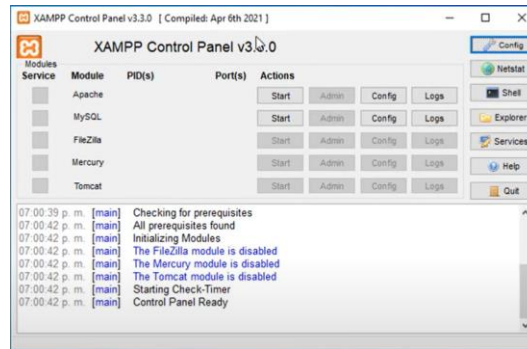 XAMPP Control Panel v3.3.0 [ Compiled: Apr 6th 2021 ]
XAMPP Control Panel v3.3.0
Config
Modules
Service Module PID(s) Port(s) Actions
Netstat
Apache Start Admin Config Logs
Shell
MySQL Start Admin Config Logs
Explorer
FileZilla Start Admin Config Logs
Services
Mercury Start Admin Config Logs
Help
Tomcat Start Admin Config Logs
Quit
07:00:39 p. m. [main] Checking for prerequisites
07:00:42 p. m. [main] All prerequisites found
07:00:42 p. m. [main] Initializing Modules
07:00:42 p. m. [main] The FileZilla module is disabled
07:00:42 p. m. [main] The Mercury module is disabled
07:00:42 p. m. [main] The Tomcat module is disabled
07:00:42 p. m. [main] Starting Check-Timer
07:00:42 p. m. [main] Control Panel Ready